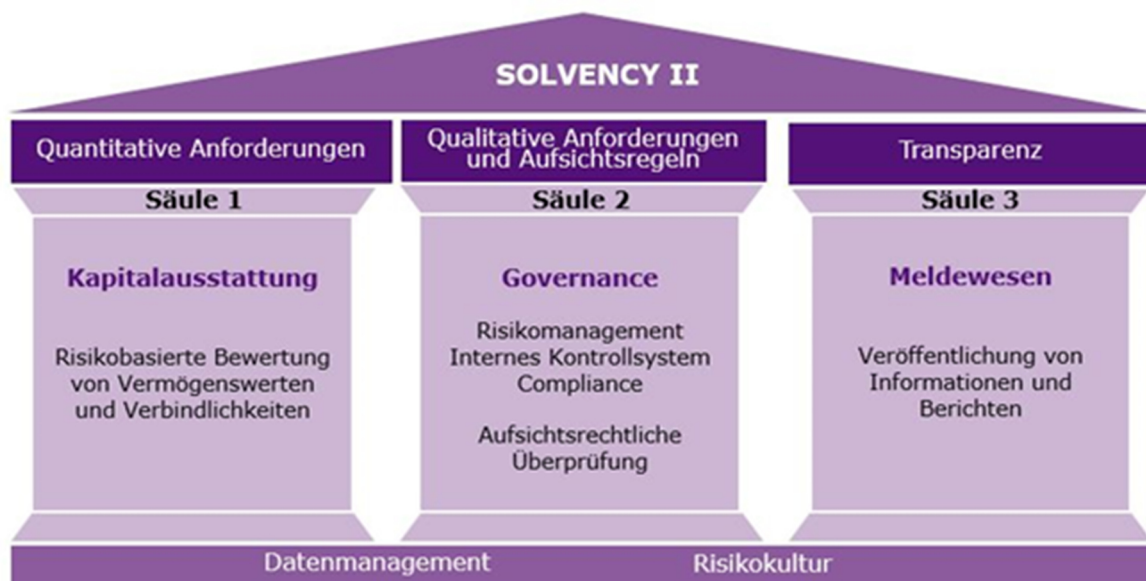 SOLVENCY II
Quantitative Anforderungen
Qualitative Anforderungen
und Aufsichtsregeln
Transparenz
Säule 1
Säule 2
Säule 3
Kapitalausstattung
Risikobasierte Bewertung
von Vermögenswerten
und Verbindlichkeiten
Governance
Risikomanagement
Internes Kontrollsystem
Compliance
Aufsichtsrechtliche
Überprüfung
Meldewesen
Veröffentlichung von
Informationen und
Berichten
Datenmanagement
Risikokultur